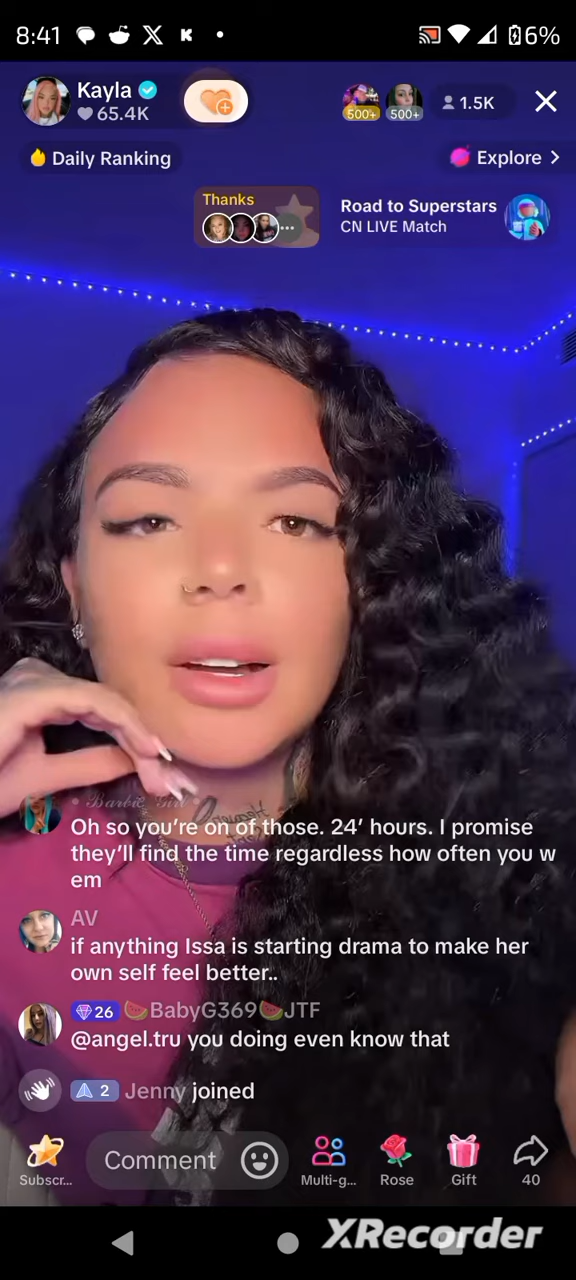 8:41
6%
Kayla
65.4K
500+
500+
1.5K
Daily Ranking
Explore
Thanks
Road to Superstars
CN LIVE Match
• Barbie Girl
Oh so you’re on of those. 24’ hours. I promise
they’ll find the time regardless how often you w
em
AV
if anything Issa is starting drama to make her
own self feel better..
26 🍉BabyG369🍉JTF
@angel.tru you doing even know that
2 Jenny joined
Subscr...
Comment
Multi-g...
Rose
Gift
40
XRecorder